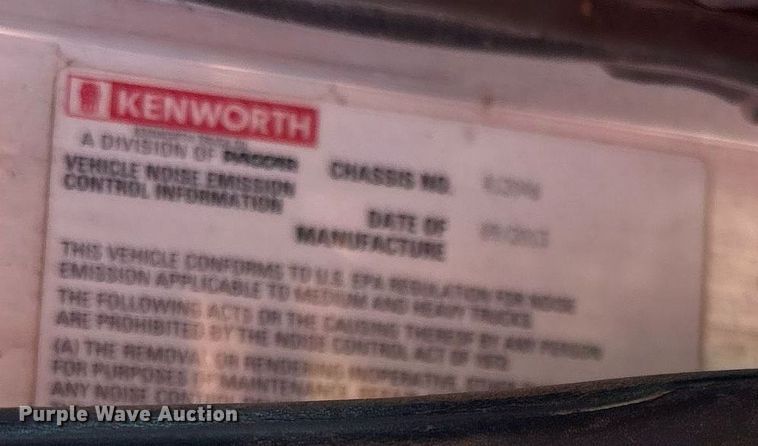 KENWORTH
A DIVISION OF PACCAR
VEHICLE NOISE EMISSION
CONTROL INFORMATION
CHASSIS NO.
DATE OF
MANUFACTURE
THIS VEHICLE CONFORMS TO U.S. EPA REGULATION FOR NOISE
EMISSION APPLICABLE TO MEDIUM AND HEAVY TRUCKS
THE FOLLOWING ACTS OR THE CAUSING THEREOF BY ANY PERSON
ARE PROHIBITED BY THE NOISE CONTROL ACT OF 1972
(A) THE REMOVAL OR RENDERING INOPERATIVE,
FOR PURPOSES OF MAINTENANCE,
ANY NOISE
Purple Wave Auction